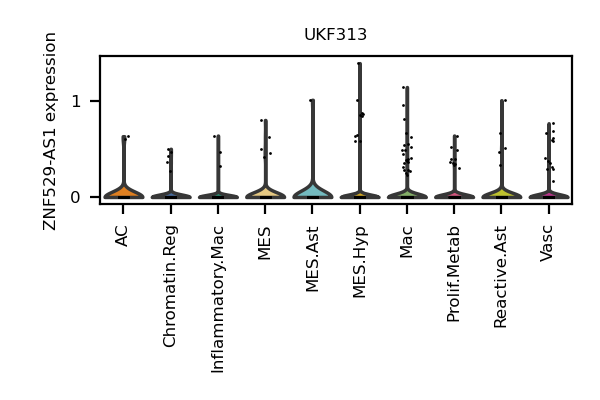 UKF313
ZNF529-AS1 expression
1
0
AC
Chromatin.Reg
Inflammatory.Mac
MES
MES.Ast
MES.Hyp
Mac
Prolif.Metab
Reactive.Ast
Vasc